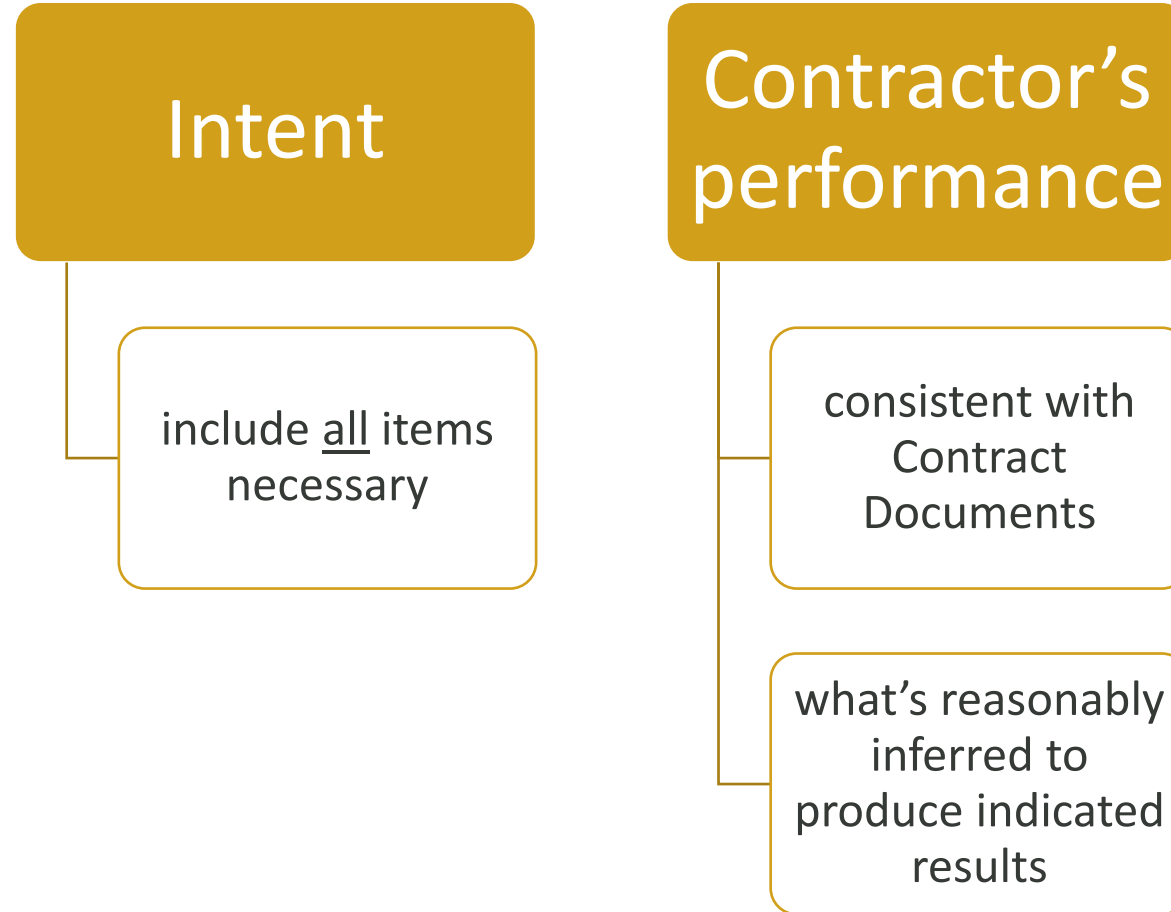 Intent
include all items
necessary
Contractor’s
performance
consistent with
Contract
Documents
what’s reasonably
inferred to
produce indicated
results